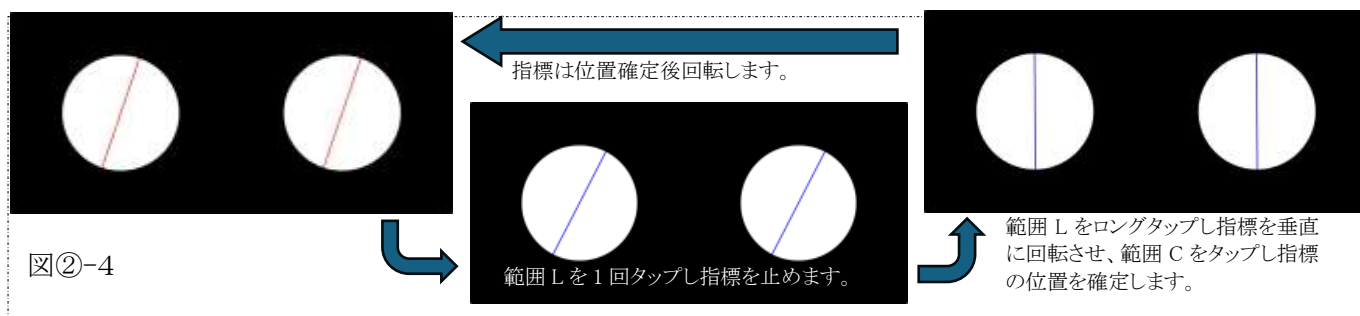 指標は位置確定後回転します。
図②-4
範囲 L を 1 回タップし指標を止めます。
範囲 L をロングタップし指標を垂直
に回転させ、範囲 C をタップし指標
の位置を確定します。